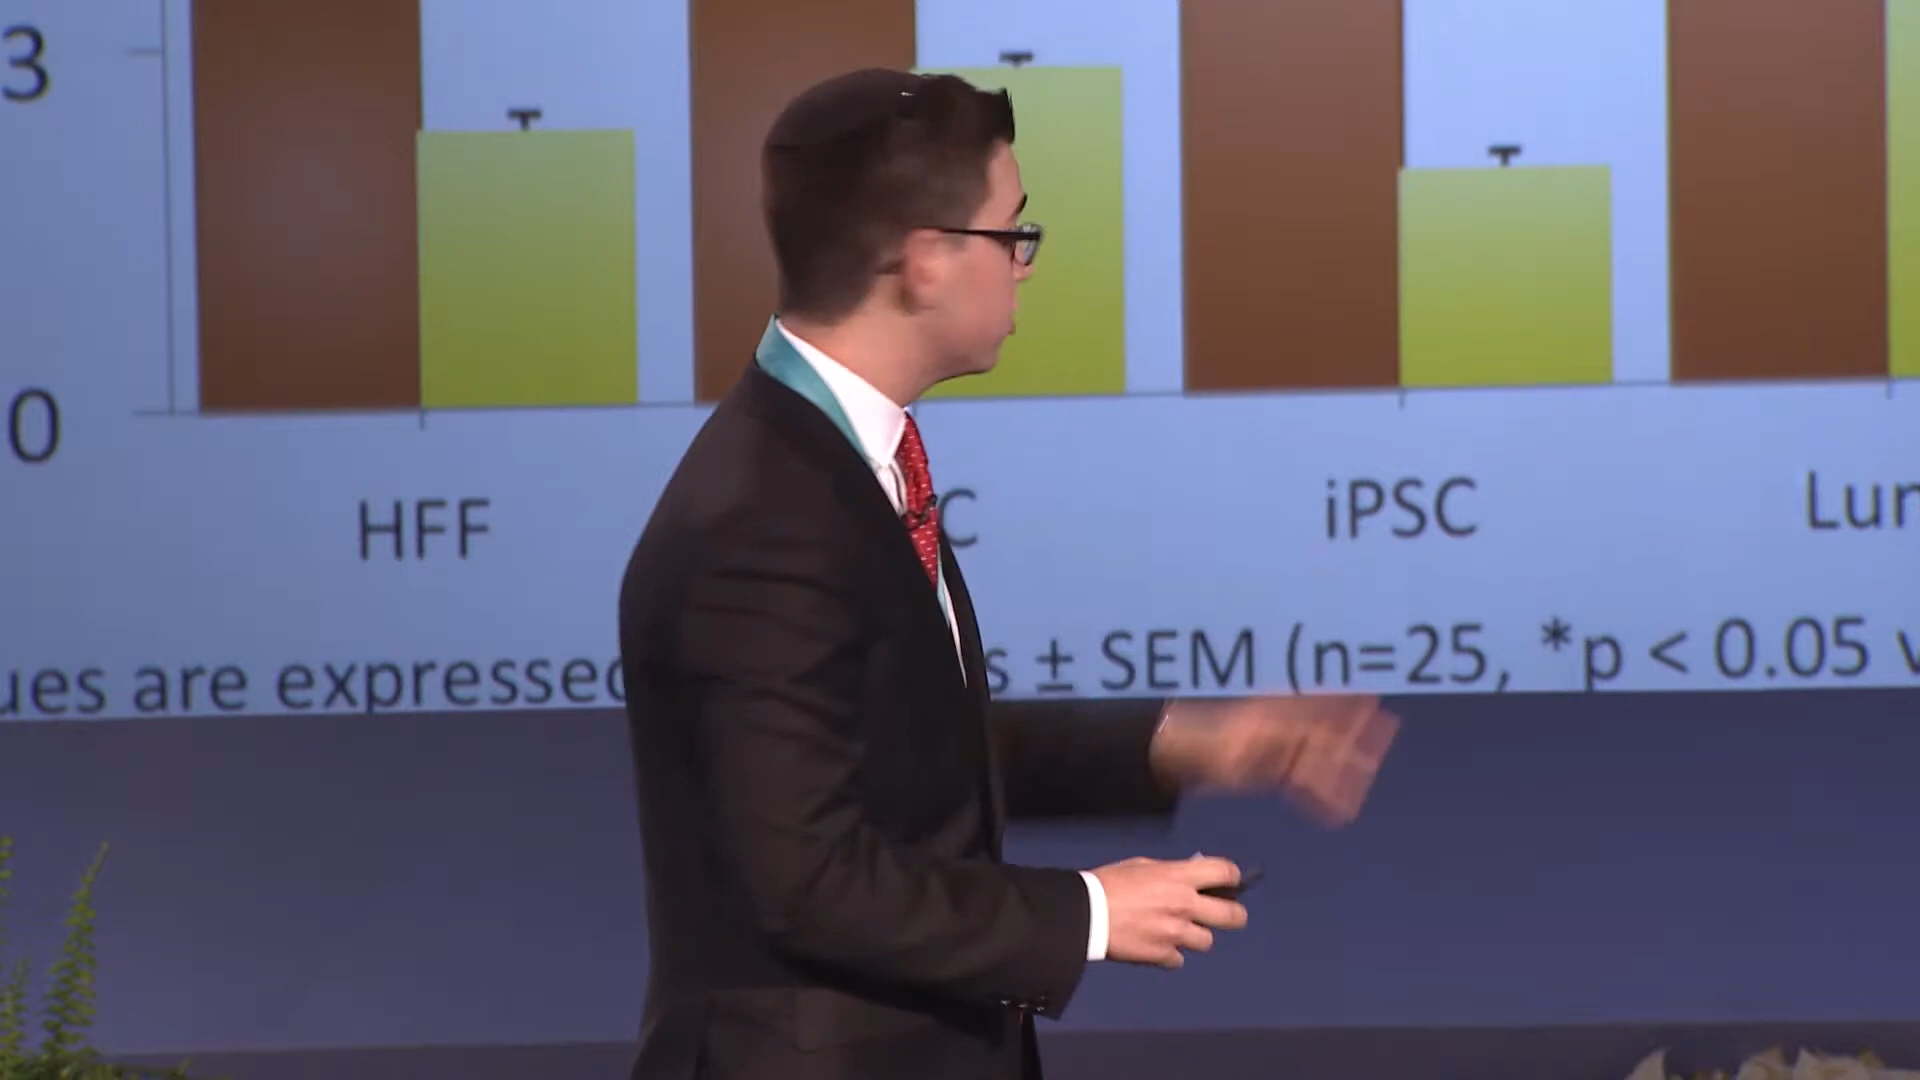 3
0
HFF C iPSC Lun
ues are expressed s ± SEM (n=25, *p < 0.05 v